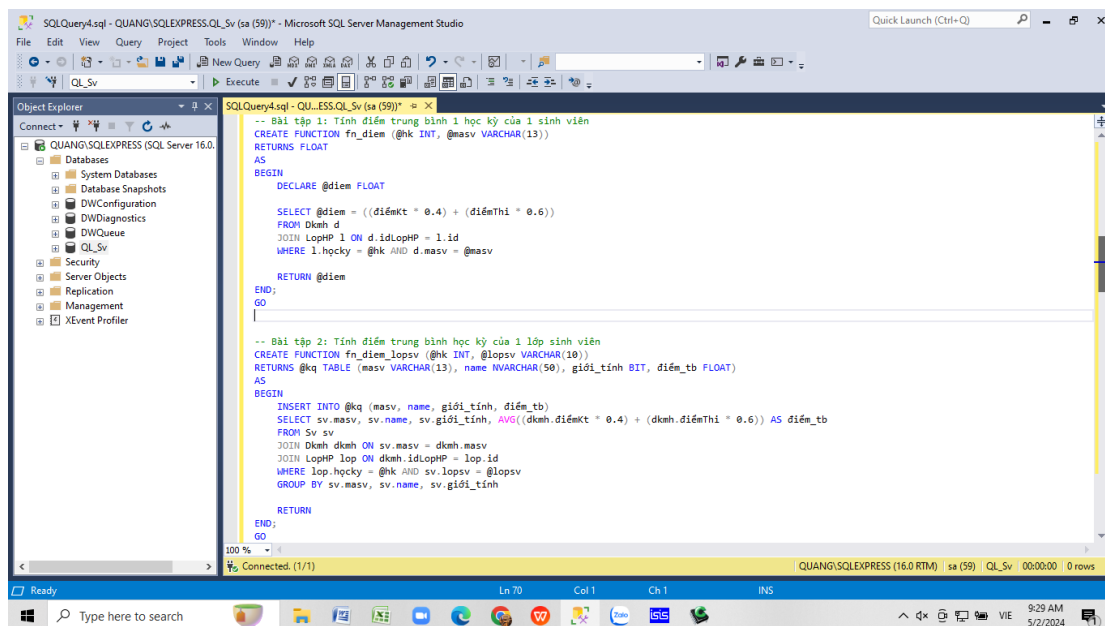 SQLQuery4.sql - QUANG\SQLEXPRESS.QL_Sv (sa (59))* - Microsoft SQL Server Management Studio
Quick Launch (Ctrl+Q)
File Edit View Query Project Tools Window Help
New Query
QL_Sv
Execute
Object Explorer
SQLQuery4.sql - QU...ESS.QL_Sv (sa (59))*
Connect
QUANG\SQLEXPRESS (SQL Server 16.0.
Databases
System Databases
Database Snapshots
DWConfiguration
DWDiagnostics
DWQueue
QL_Sv
Security
Server Objects
Replication
Management
XEvent Profiler
-- Bài tập 1: Tính điểm trung bình 1 học kỳ của 1 sinh viên
CREATE FUNCTION fn_diem (@hk INT, @masv VARCHAR(13))
RETURNS FLOAT
AS
BEGIN
DECLARE @diem FLOAT
SELECT @diem = ((điểmKt * 0.4) + (điểmThi * 0.6))
FROM Dkmh d
JOIN LopHP l ON d.idLopHP = l.id
WHERE l.họcky = @hk AND d.masv = @masv
RETURN @diem
END;
GO
-- Bài tập 2: Tính điểm trung bình học kỳ của 1 lớp sinh viên
CREATE FUNCTION fn_diem_lopsv (@hk INT, @lopsv VARCHAR(10))
RETURNS @kq TABLE (masv VARCHAR(13), name NVARCHAR(50), giới_tính BIT, điểm_tb FLOAT)
AS
BEGIN
INSERT INTO @kq (masv, name, giới_tính, điểm_tb)
SELECT sv.masv, sv.name, sv.giới_tính, AVG((dkmh.điểmKt * 0.4) + (dkmh.điểmThi * 0.6)) AS điểm_tb
FROM Sv sv
JOIN Dkmh dkmh ON sv.masv = dkmh.masv
JOIN LopHP lop ON dkmh.idLopHP = lop.id
WHERE lop.họcky = @hk AND sv.lopsv = @lopsv
GROUP BY sv.masv, sv.name, sv.giới_tính
RETURN
END;
GO
100 %
Connected. (1/1)
QUANG\SQLEXPRESS (16.0 RTM) sa (59) QL_Sv 00:00:00 0 rows
Ready
Ln 70 Col 1 Ch 1 INS
Type here to search
Zalo
VIE
9:29 AM
5/2/2024